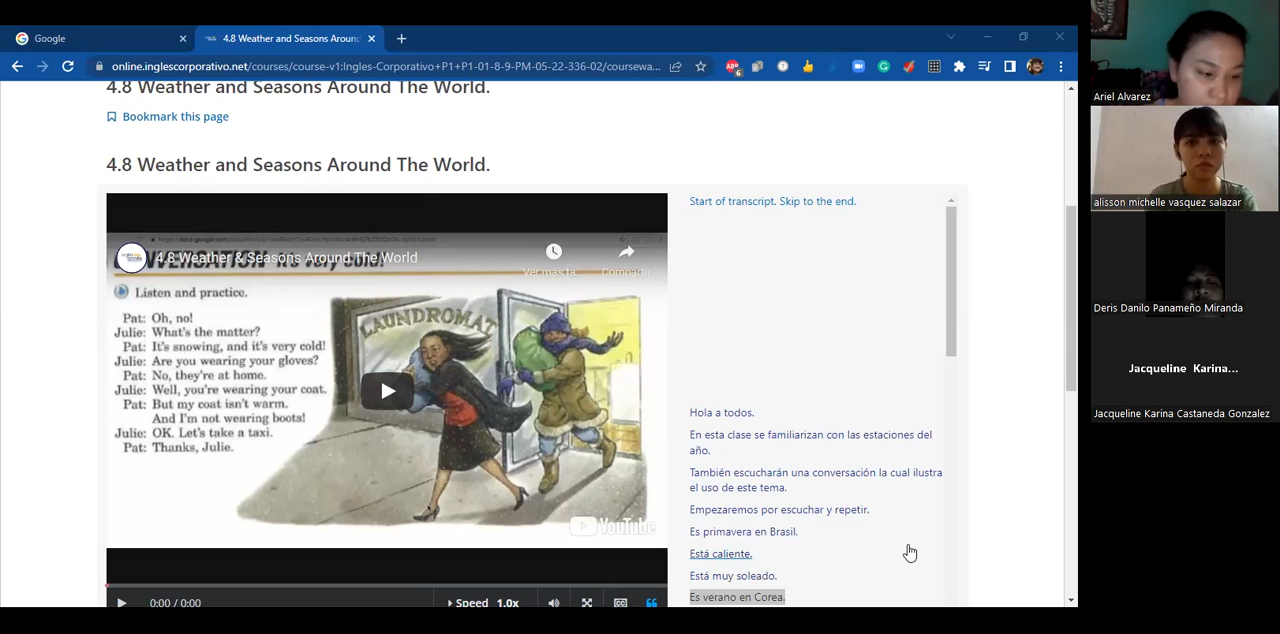 Google
4.8 Weather and Seasons Around
online.inglescorporativo.net/courses/course-v1:Ingles-Corporativo+P1+P1-01-8-9-PM-05-22-336-02/coursewa...
6
4.8 Weather and Seasons Around The World.
Bookmark this page
4.8 Weather and Seasons Around The World.
4.8 Weather & Seasons Around The World
Listen and practice.
Pat: Oh, no!
Julie: What's the matter?
Pat: It's snowing, and it's very cold!
Julie: Are you wearing your gloves?
Pat: No, they're at home.
Julie: Well, you're wearing your coat.
Pat: But my coat isn't warm.
And I'm not wearing boots!
Julie: OK. Let's take a taxi.
Pat: Thanks, Julie.
LAUNDROMAT
YouTube
0:00 / 0:00
Speed 1.0x
Start of transcript. Skip to the end.
Hola a todos.
En esta clase se familiarizan con las estaciones del
año.
También escucharán una conversación la cual ilustra
el uso de este tema.
Empezaremos por escuchar y repetir.
Es primavera en Brasil.
Está caliente.
Está muy soleado.
Es verano en Corea.
Ariel Alvarez
alisson michelle vasquez salazar
Deris Danilo Panameño Miranda
Jacqueline Karina...
Jacqueline Karina Castaneda Gonzalez